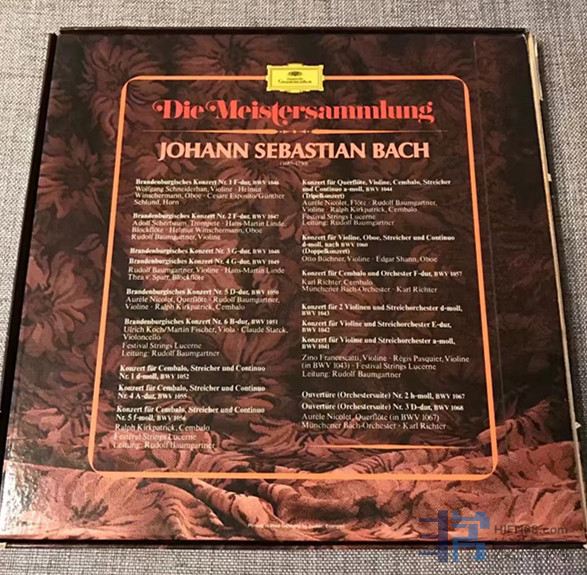 Die Meistersammlung
JOHANN SEBASTIAN BACH
(1685-1750)
Brandenburgisches Konzert Nr. 1 F-dur, BWV 1046
Wolfgang Schneiderhan, Violine · Helmut
Winschermann, Oboe · Cesare Esposito/Günther
Schlund, Horn
Brandenburgisches Konzert Nr. 2 F-dur, BWV 1047
Adolf Scherbaum, Trompete · Hans-Martin Linde,
Blockflöte · Helmut Winschermann, Oboe
Rudolf Baumgartner, Violine
Brandenburgisches Konzert Nr. 3 G-dur, BWV 1048
Brandenburgisches Konzert Nr. 4 G-dur, BWV 1049
Rudolf Baumgartner, Violine · Hans-Martin Linde
Thea v. Sparr, Blockflöte
Brandenburgisches Konzert Nr. 5 D-dur, BWV 1050
Aurèle Nicolet, Querflöte · Rudolf Baumgartner,
Violine · Ralph Kirkpatrick, Cembalo
Brandenburgisches Konzert Nr. 6 B-dur, BWV 1051
Ulrich Koch/Martin Fischer, Viola · Claude Starck,
Violoncello
Festival Strings Lucerne
Leitung: Rudolf Baumgartner
Konzert für Cembalo, Streicher und Continuo
Nr. 1 d-moll, BWV 1052
Konzert für Cembalo, Streicher und Continuo
Nr. 4 A-dur, BWV 1055
Konzert für Cembalo, Streicher und Continuo
Nr. 5 f-moll, BWV 1056
Ralph Kirkpatrick, Cembalo
Festival Strings Lucerne
Leitung: Rudolf Baumgartner
Konzert für Querflöte, Violine, Cembalo, Streicher
und Continuo a-moll, BWV 1044
(Tripelkonzert)
Aurèle Nicolet, Flöte · Rudolf Baumgartner,
Violine · Ralph Kirkpatrick, Cembalo
Festival Strings Lucerne
Leitung: Rudolf Baumgartner
Konzert für Violine, Oboe, Streicher und Continuo
d-moll, nach BWV 1060
(Doppelkonzert)
Otto Büchner, Violine · Edgar Shann, Oboe
Konzert für Cembalo und Orchester F-dur, BWV 1057
Karl Richter, Cembalo
Münchener Bach-Orchester · Karl Richter
Konzert für 2 Violinen und Streichorchester d-moll,
BWV 1043
Konzert für Violine und Streichorchester E-dur,
BWV 1042
Konzert für Violine und Streichorchester a-moll,
BWV 1041
Zino Francescatti, Violine · Régis Pasquier, Violine
(in BWV 1043) · Festival Strings Lucerne
Leitung: Rudolf Baumgartner
Ouvertüre (Orchestersuite) Nr. 2 h-moll, BWV 1067
Ouvertüre (Orchestersuite) Nr. 3 D-dur, BWV 1068
Aurèle Nicolet, Querflöte (in BWV 1067)
Münchener Bach-Orchester · Karl Richter
HIFI168.com